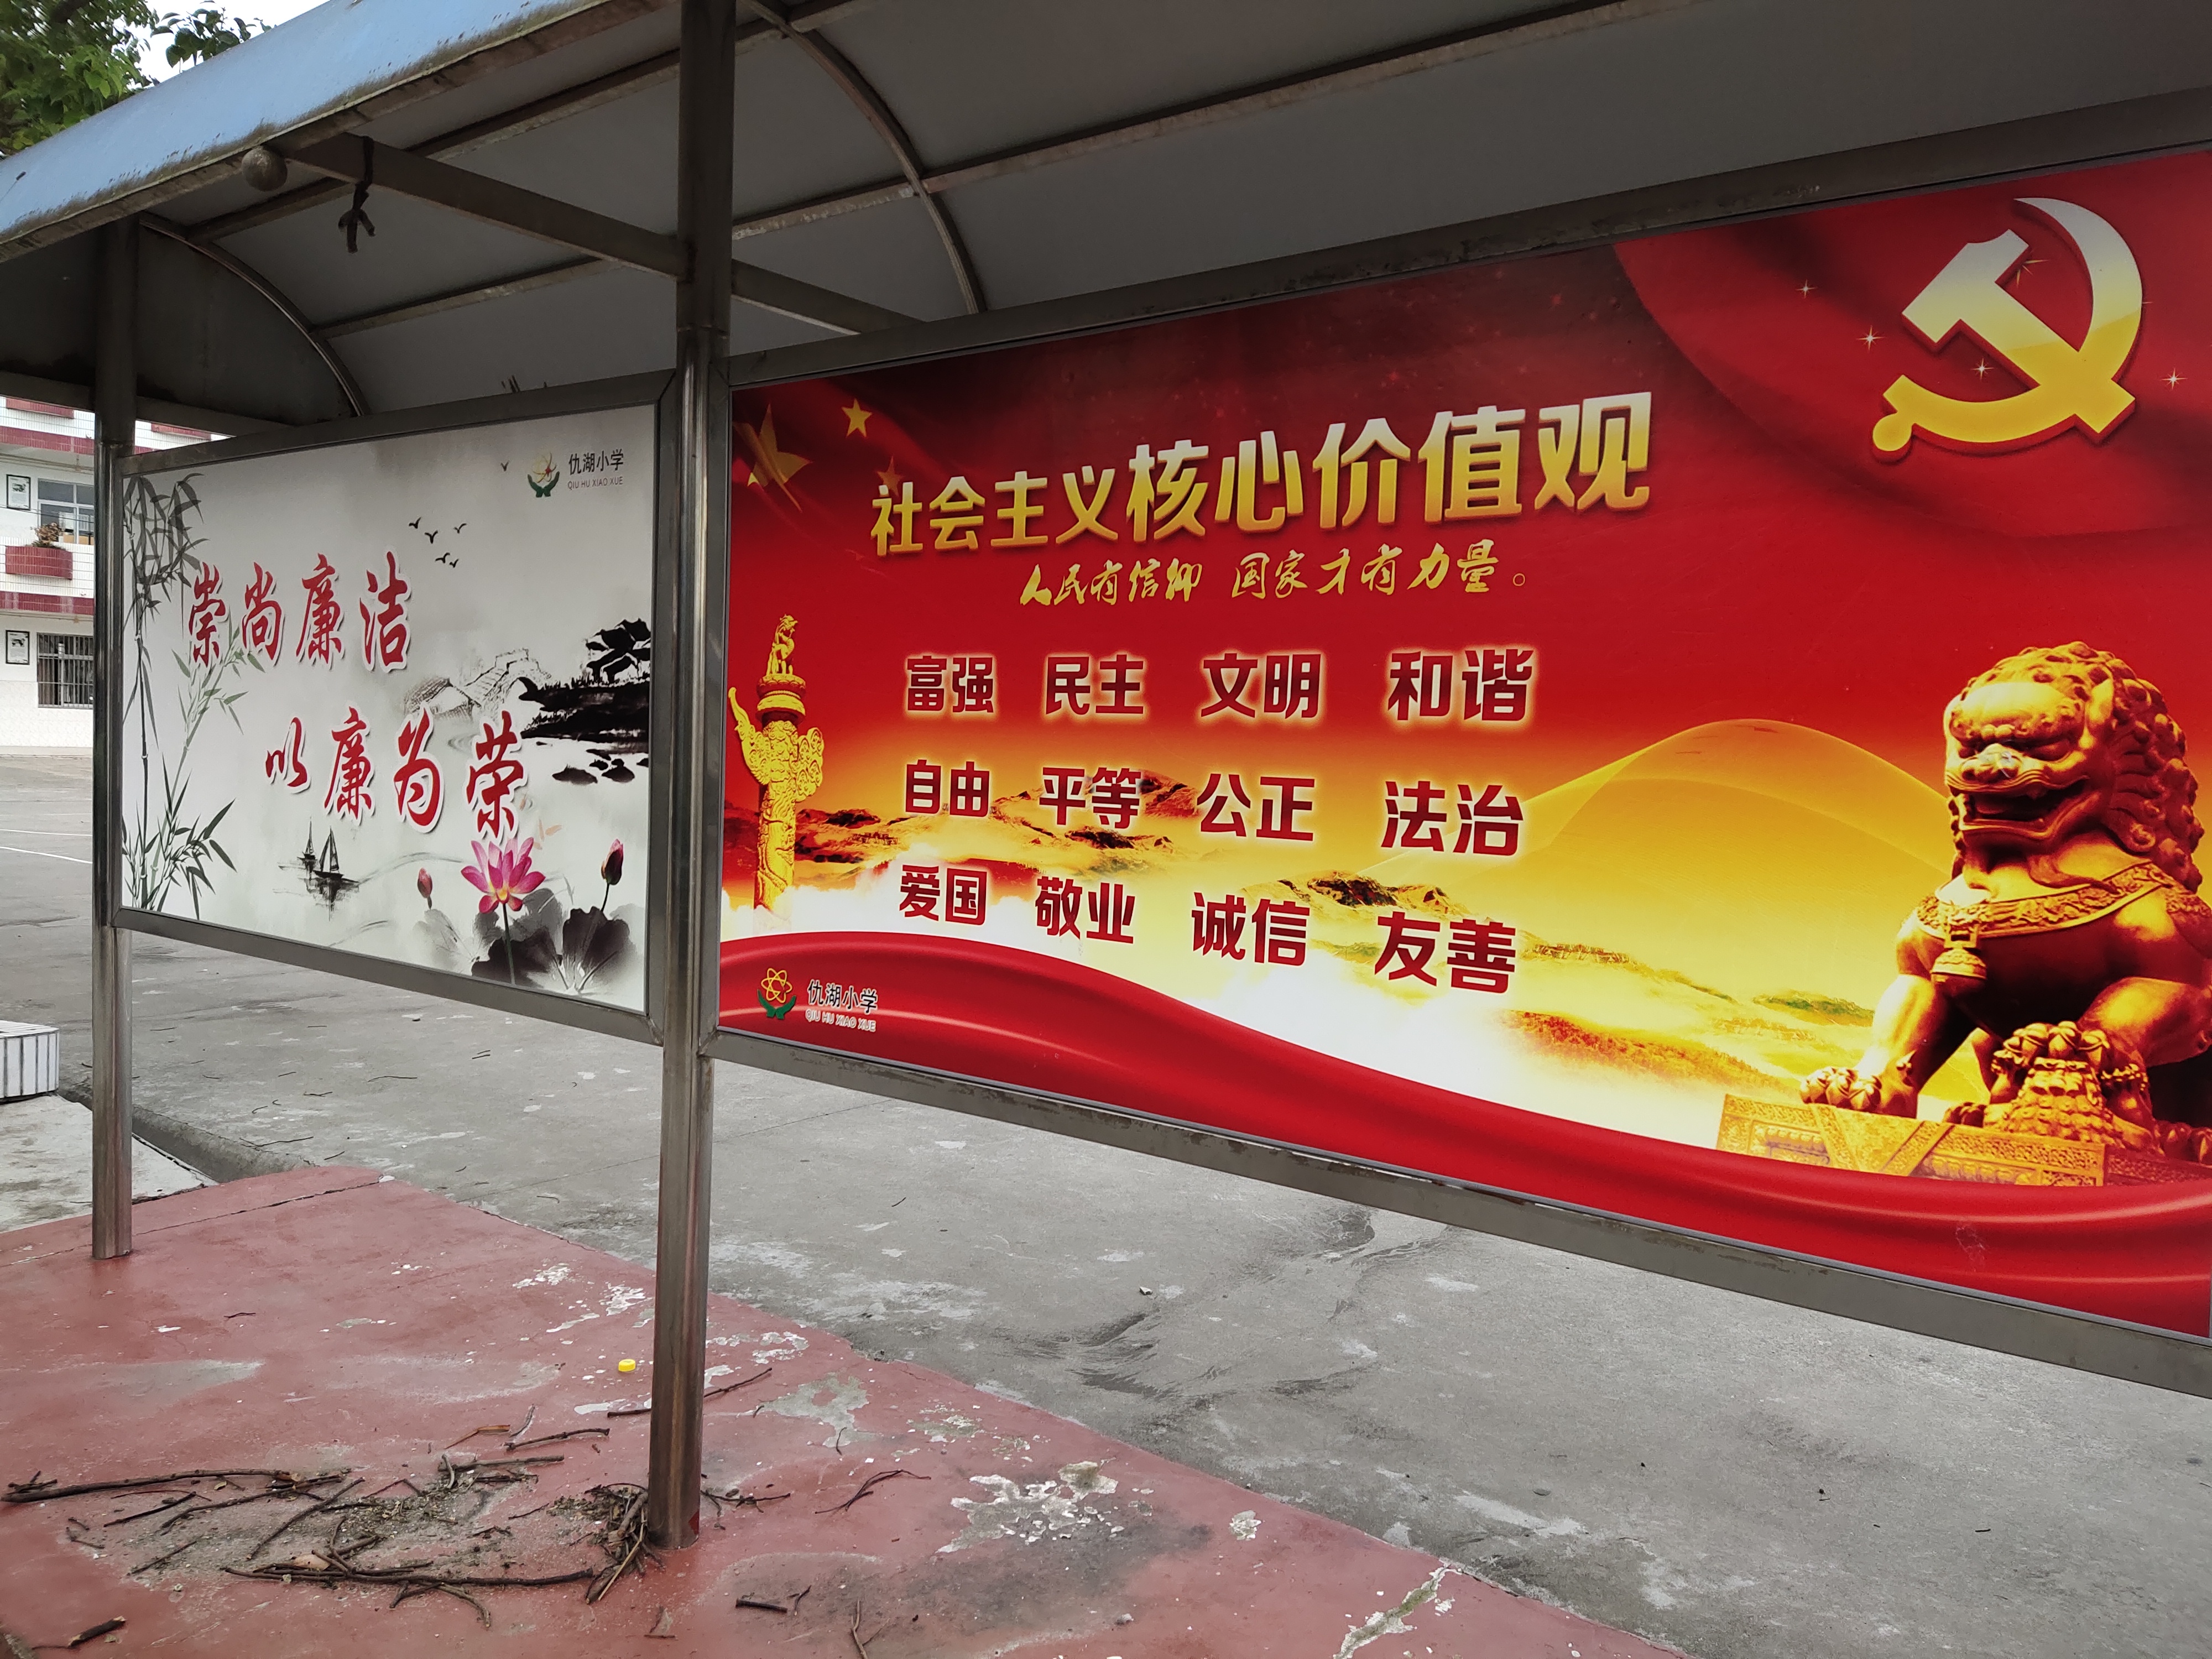 仇湖小学
QIU HU XIAO XUE
崇尚廉洁
以廉为荣
社会主义核心价值观
人民有信仰 国家才有力量。
富强 民主 文明 和谐
自由 平等 公正 法治
爱国 敬业 诚信 友善
仇湖小学
QIU HU XIAO XUE